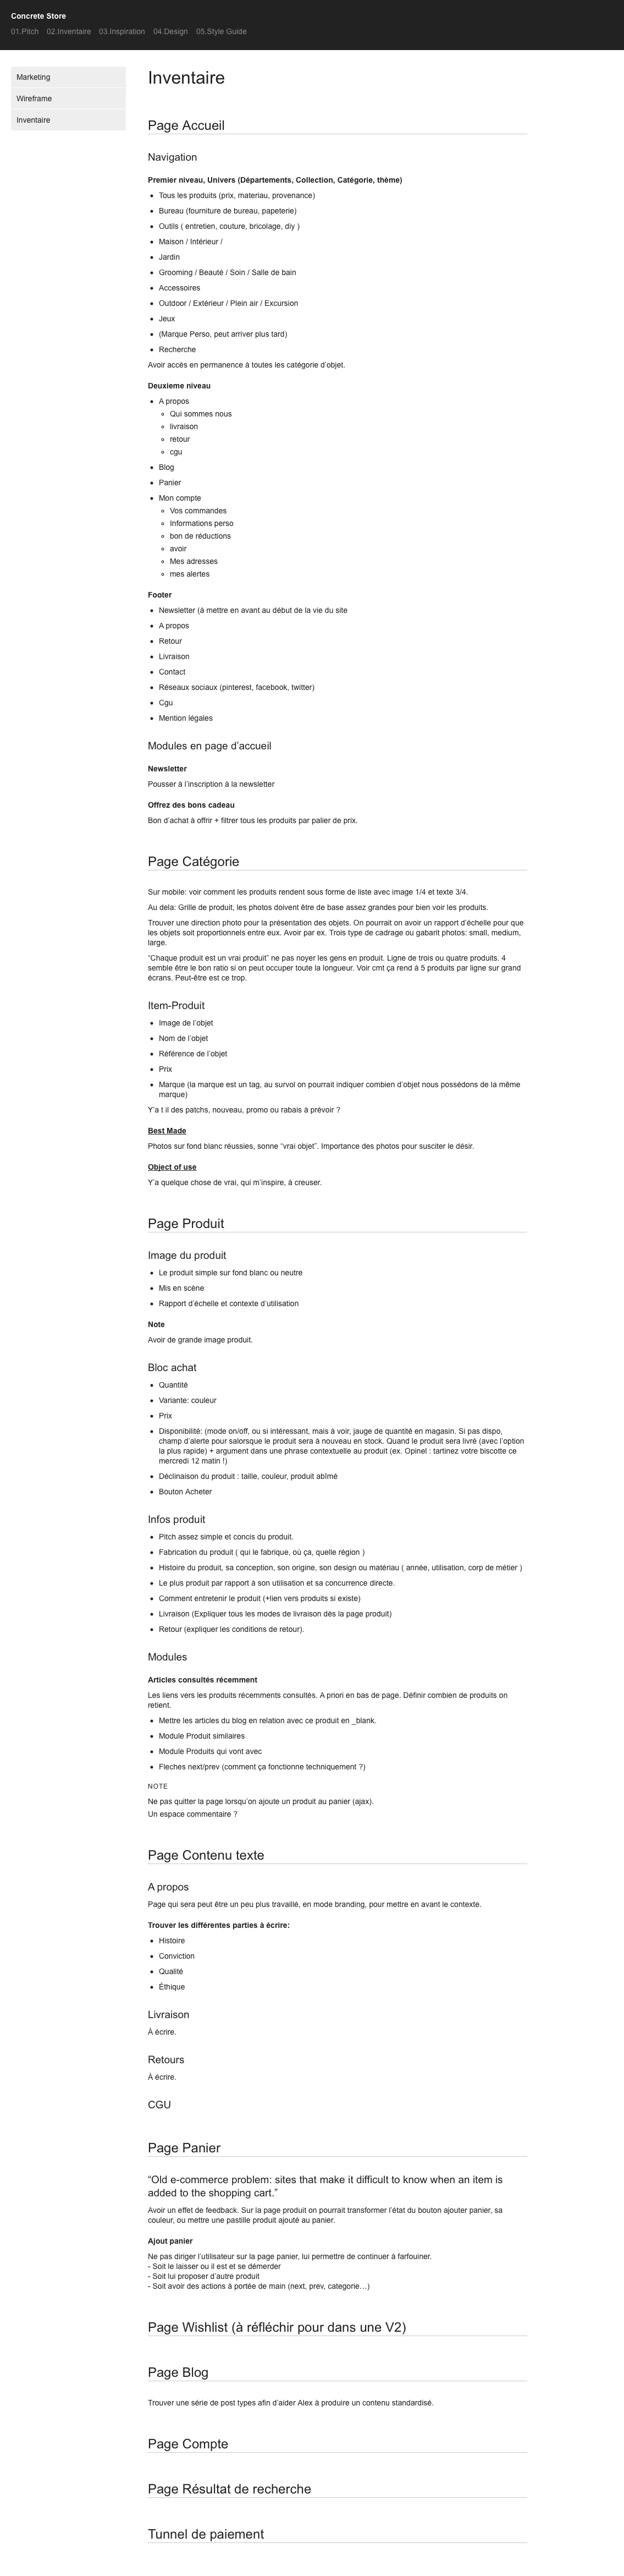 Concrete Store
01.Pitch 02.Inventaire 03.Inspiration 04.Design 05.Style Guide
Marketing
Wireframe
Inventaire
Inventaire
Page Accueil
Navigation
Premier niveau, Univers (Départements, Collection, Catégorie, thème)
Tous les produits (prix, materiau, provenance)
Bureau (fourniture de bureau, papeterie)
Outils ( entretien, couture, bricolage, diy )
Maison / Intérieur /
Jardin
Grooming / Beauté / Soin / Salle de bain
Accessoires
Outdoor / Extérieur / Plein air / Excursion
Jeux
(Marque Perso, peut arriver plus tard)
Recherche
Avoir accès en permanence à toutes les catégorie d'objet.
Deuxieme niveau
A propos
Qui sommes nous
livraison
retour
cgu
Blog
Panier
Mon compte
Vos commandes
Informations perso
bon de réductions
avoir
Mes adresses
mes alertes
Footer
Newsletter (à mettre en avant au début de la vie du site
A propos
Retour
Livraison
Contact
Réseaux sociaux (pinterest, facebook, twitter)
Cgu
Mention légales
Modules en page d'accueil
Newsletter
Pousser à l'inscription à la newsletter
Offrez des bons cadeau
Bon d'achat à offrir + filtrer tous les produits par palier de prix.
Page Catégorie
Sur mobile: voir comment les produits rendent sous forme de liste avec image 1/4 et texte 3/4.
Au dela: Grille de produit, les photos doivent être de base assez grandes pour bien voir les produits.
Trouver une direction photo pour la présentation des objets. On pourrait on avoir un rapport d'échelle pour que
les objets soit proportionnels entre eux. Avoir par ex. Trois type de cadrage ou gabarit photos: small, medium,
large.
“Chaque produit est un vrai produit” ne pas noyer les gens en produit. Ligne de trois ou quatre produits. 4
semble être le bon ratio si on peut occuper toute la longueur. Voir cmt ça rend à 5 produits par ligne sur grand
écrans. Peut-être est ce trop.
Item-Produit
Image de l'objet
Nom de l'objet
Référence de l'objet
Prix
Marque (la marque est un tag, au survol on pourrait indiquer combien d'objet nous possédons de la même
marque)
Y'a t il des patchs, nouveau, promo ou rabais à prévoir ?
Best Made
Photos sur fond blanc réussies, sonne “vrai objet”. Importance des photos pour susciter le désir.
Object of use
Y'a quelque chose de vrai, qui m'inspire, à creuser.
Page Produit
Image du produit
Le produit simple sur fond blanc ou neutre
Mis en scène
Rapport d'échelle et contexte d'utilisation
Note
Avoir de grande image produit.
Bloc achat
Quantité
Variante: couleur
Prix
Disponibilité: (mode on/off, ou si intéressant, mais à voir, jauge de quantité en magasin. Si pas dispo,
champ d'alerte pour salorsque le produit sera à nouveau en stock. Quand le produit sera livré (avec l'option
la plus rapide) + argument dans une phrase contextuelle au produit (ex. Opinel : tartinez votre biscotte ce
mercredi 12 matin !)
Déclinaison du produit : taille, couleur, produit abîmé
Bouton Acheter
Infos produit
Pitch assez simple et concis du produit.
Fabrication du produit ( qui le fabrique, où ça, quelle région )
Histoire du produit, sa conception, son origine, son design ou matériau ( année, utilisation, corp de métier )
Le plus produit par rapport à son utilisation et sa concurrence directe.
Comment entretenir le produit (+lien vers produits si existe)
Livraison (Expliquer tous les modes de livraison dès la page produit)
Retour (expliquer les conditions de retour).
Modules
Articles consultés récemment
Les liens vers les produits récemments consultés. A priori en bas de page. Définir combien de produits on
retient.
Mettre les articles du blog en relation avec ce produit en _blank.
Module Produit similaires
Module Produits qui vont avec
Fleches next/prev (comment ça fonctione techniquement ?)
NOTE
Ne pas quitter la page lorsqu'on ajoute un produit au panier (ajax).
Un espace commentaire ?
Page Contenu texte
A propos
Page qui sera peut être un peu plus travaillé, en mode branding, pour mettre en avant le contexte.
Trouver les différentes parties à écrire:
Histoire
Conviction
Qualité
Éthique
Livraison
À écrire.
Retours
À écrire.
CGU
Page Panier
“Old e-commerce problem: sites that make it difficult to know when an item is
added to the shopping cart.”
Avoir un effet de feedback. Sur la page produit on pourrait transformer l'état du bouton ajouter panier, sa
couleur, ou mettre une pastille produit ajouté au panier.
Ajout panier
Ne pas diriger l'utilisateur sur la page panier, lui permettre de continuer à farfouiner.
- Soit le laisser ou il est et se démerder
- Soit lui proposer d'autre produit
- Soit avoir des actions à portée de main (next, prev, categorie…)
Page Wishlist (à réfléchir pour dans une V2)
Page Blog
Trouver une série de post types afin d'aider Alex à produire un contenu standardisé.
Page Compte
Page Résultat de recherche
Tunnel de paiement